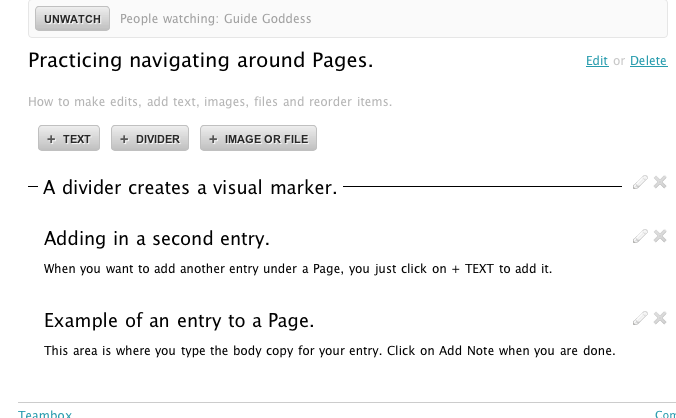 UNWATCH People watching: Guide Goddess
Practicing navigating around Pages. Edit or Delete
How to make edits, add text, images, files and reorder items.
+ TEXT + DIVIDER + IMAGE OR FILE
A divider creates a visual marker.
Adding in a second entry.
When you want to add another entry under a Page, you just click on + TEXT to add it.
Example of an entry to a Page.
This area is where you type the body copy for your entry. Click on Add Note when you are done.
Teambox